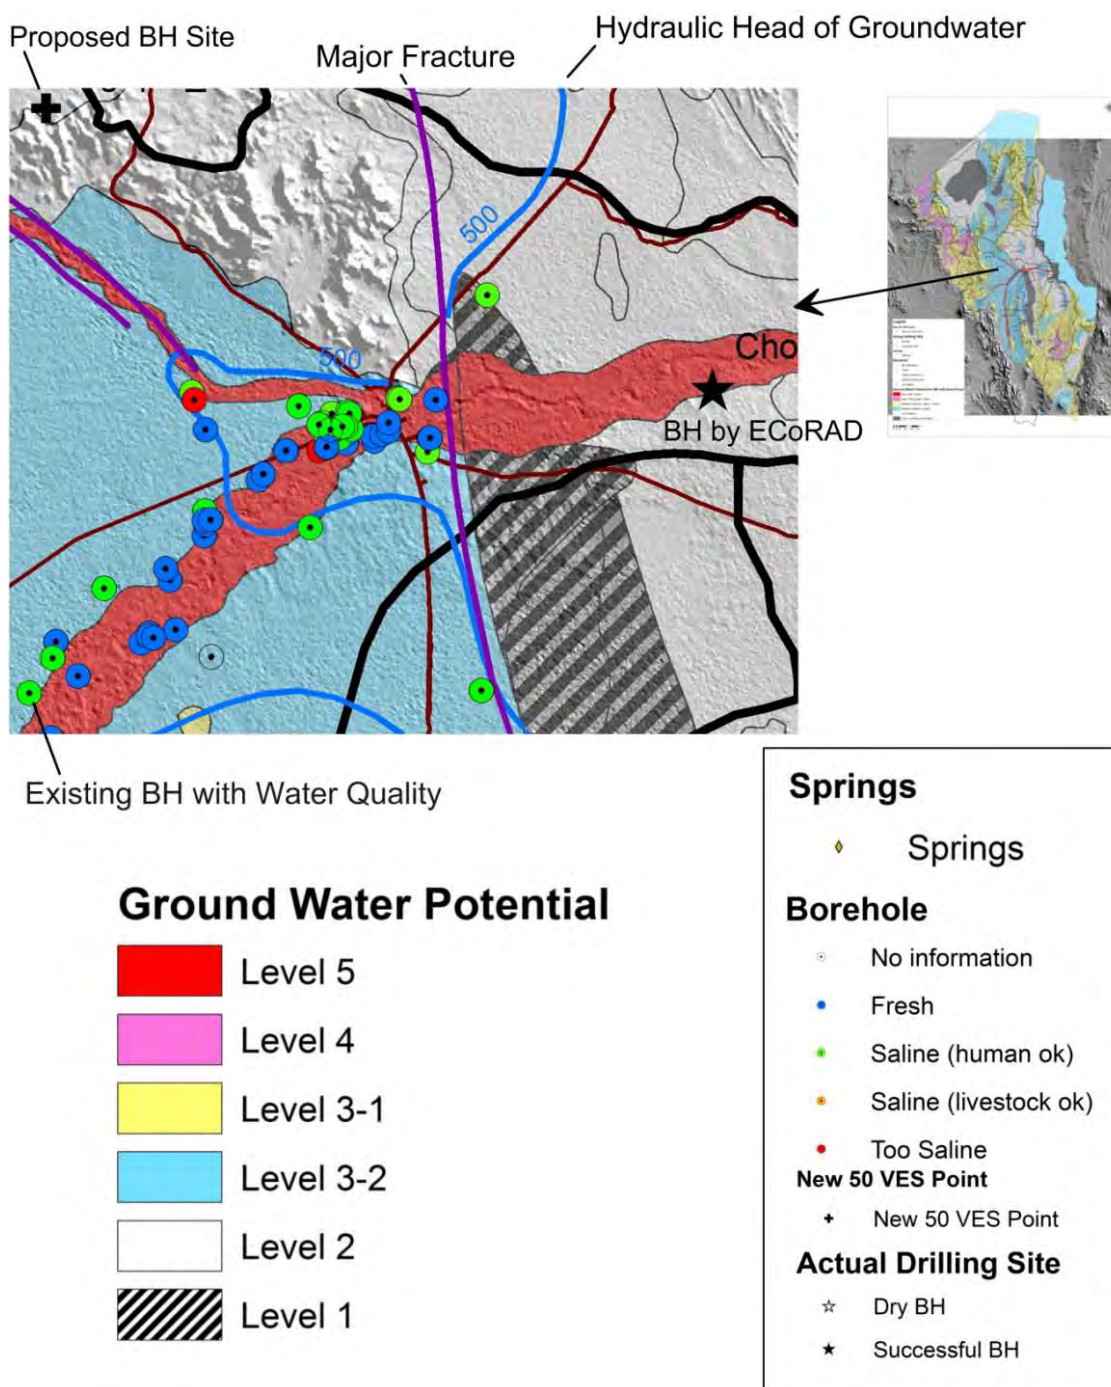 Proposed BH Site
Major Fracture
Hydraulic Head of Groundwater
500
500
Cho
BH by ECoRAD
Existing BH with Water Quality
Ground Water Potential
Level 5
Level 4
Level 3-1
Level 3-2
Level 2
Level 1
Springs
Springs
Borehole
No information
Fresh
Saline (human ok)
Saline (livestock ok)
Too Saline
New 50 VES Point
New 50 VES Point
Actual Drilling Site
Dry BH
Successful BH